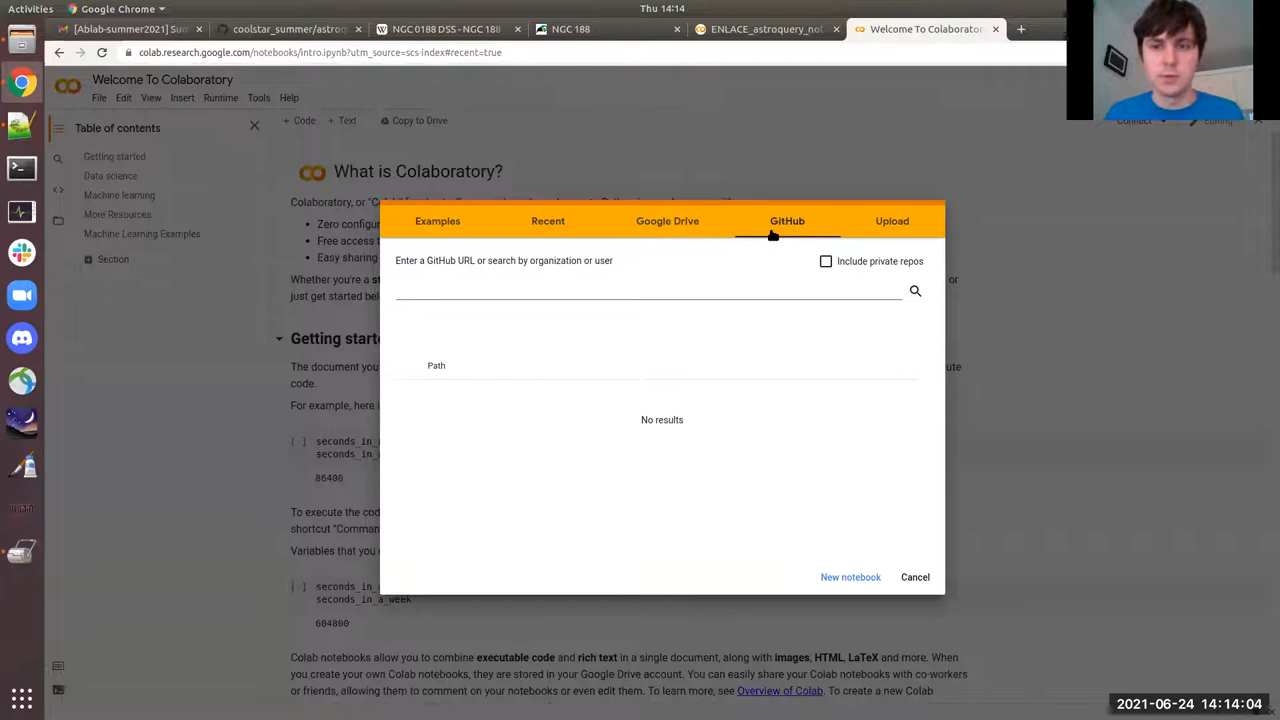 Activities
Google Chrome
Thu 14:14
[Ablab-summer2021] Sun
coolstar_summer/astroq
NGC 0188 DSS - NGC 188
NGC 188
ENLACE_astroquery_not
Welcome To Colaborator
colab.research.google.com/notebooks/intro.ipynb?utm_source=scs-index#recent=true
Welcome To Colaboratory
File Edit View Insert Runtime Tools Help
Table of contents
+ Code + Text Copy to Drive
Connect
Editing
Getting started
Data science
Machine learning
More Resources
Machine Learning Examples
Section
What is Colaboratory?
Zero configu
Free access t
Easy sharing
Whether you're a st
or
just get started bel
Getting starte
The document you
ute
code.
For example, here i
[ ] seconds_in_a
seconds_in_a
86400
To execute the cod
shortcut "Comman
Variables that you
[ ] seconds_in_a
seconds_in_a_week
604800
Colab notebooks allow you to combine executable code and rich text in a single document, along with images, HTML, LaTeX and more. When
you create your own Colab notebooks, they are stored in your Google Drive account. You can easily share your Colab notebooks with co-workers
or friends, allowing them to comment on your notebooks or even edit them. To learn more, see Overview of Colab. To create a new Colab
Examples Recent Google Drive GitHub Upload
Enter a GitHub URL or search by organization or user
Include private repos
Path
No results
New notebook Cancel
2021-06-24 14:14:04